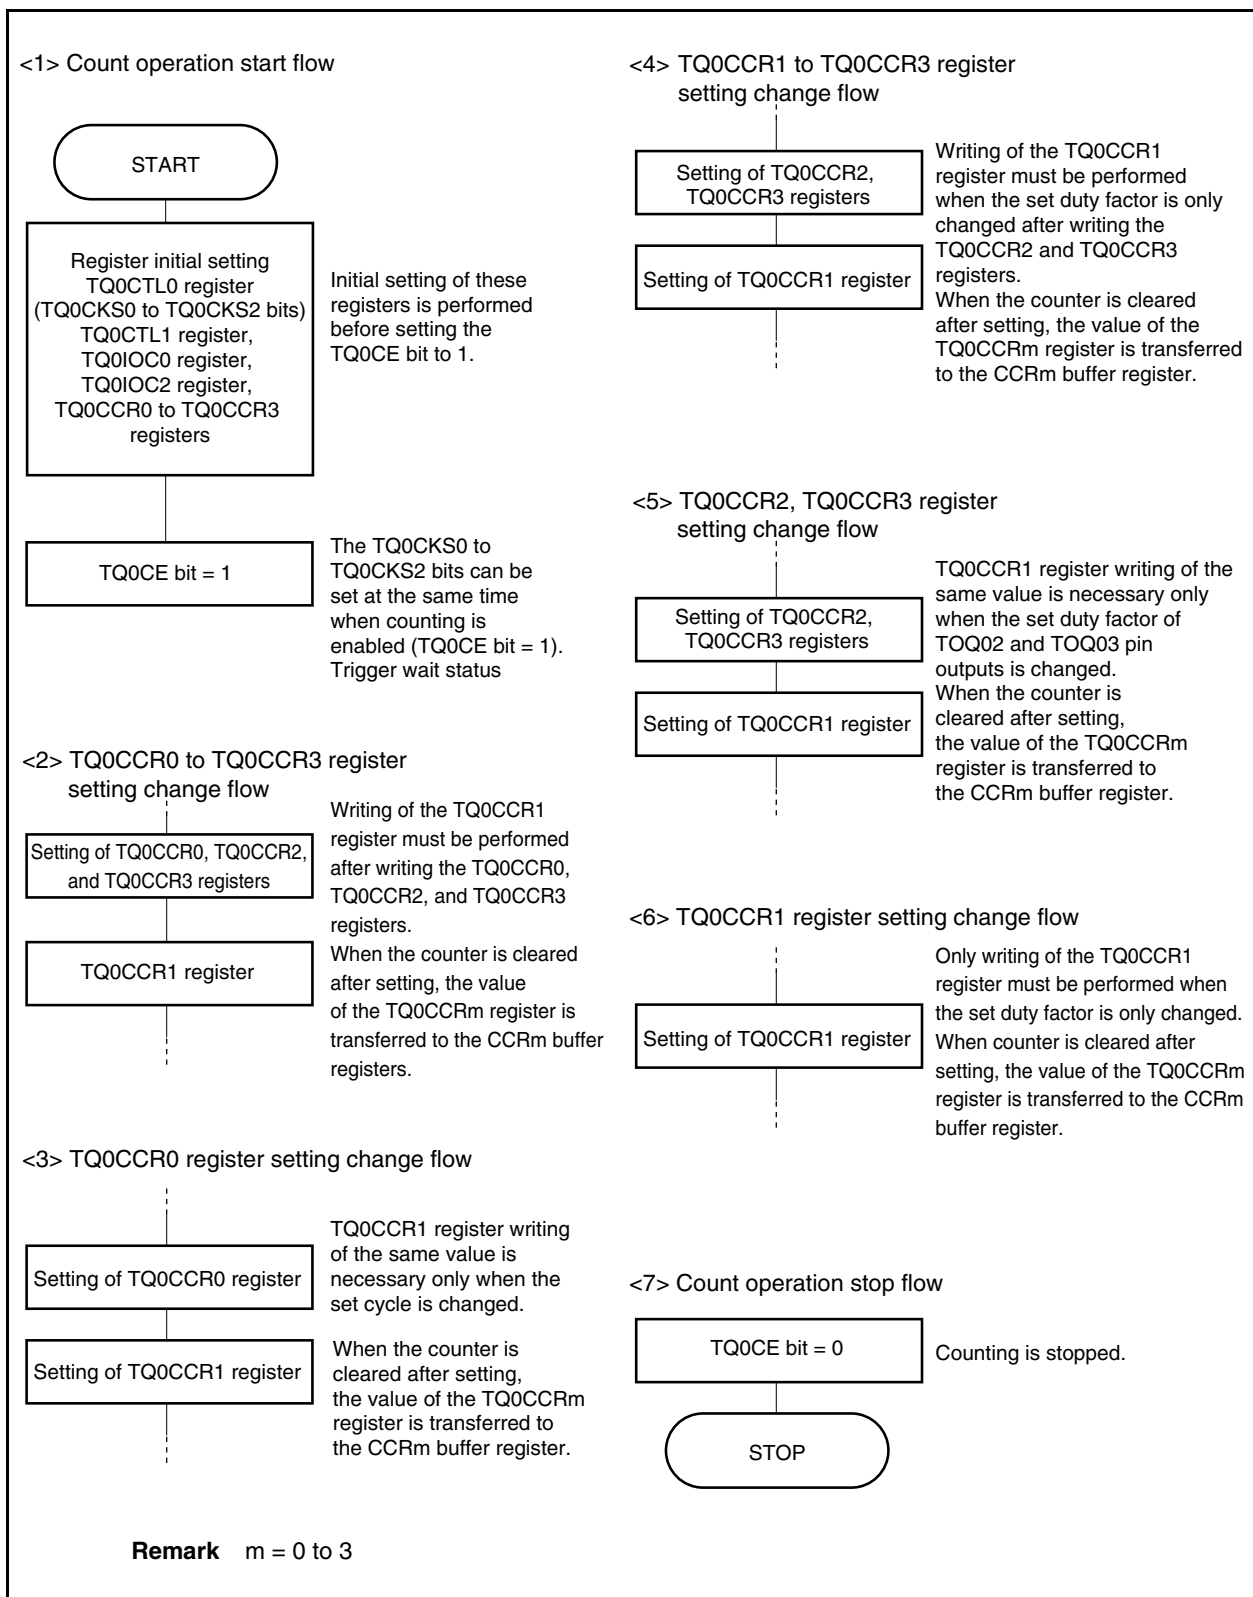 <1> Count operation start flow
START
Register initial setting
TQ0CTL0 register
(TQ0CKS0 to TQ0CKS2 bits)
TQ0CTL1 register,
TQ0IOC0 register,
TQ0IOC2 register,
TQ0CCR0 to TQ0CCR3
registers
Initial setting of these
registers is performed
before setting the
TQ0CE bit to 1.
TQ0CE bit = 1
The TQ0CKS0 to
TQ0CKS2 bits can be
set at the same time
when counting is
enabled (TQ0CE bit = 1).
Trigger wait status
<2> TQ0CCR0 to TQ0CCR3 register
setting change flow
Setting of TQ0CCR0, TQ0CCR2,
and TQ0CCR3 registers
TQ0CCR1 register
Writing of the TQ0CCR1
register must be performed
after writing the TQ0CCR0,
TQ0CCR2, and TQ0CCR3
registers.
When the counter is cleared
after setting, the value
of the TQ0CCRm register is
transferred to the CCRm buffer
registers.
<3> TQ0CCR0 register setting change flow
Setting of TQ0CCR0 register
TQ0CCR1 register writing
of the same value is
necessary only when the
set cycle is changed.
Setting of TQ0CCR1 register
When the counter is
cleared after setting,
the value of the TQ0CCRm
register is transferred to
the CCRm buffer register.
<4> TQ0CCR1 to TQ0CCR3 register
setting change flow
Setting of TQ0CCR2,
TQ0CCR3 registers
Setting of TQ0CCR1 register
Writing of the TQ0CCR1
register must be performed
when the set duty factor is only
changed after writing the
TQ0CCR2 and TQ0CCR3
registers.
When the counter is cleared
after setting, the value of the
TQ0CCRm register is transferred
to the CCRm buffer register.
<5> TQ0CCR2, TQ0CCR3 register
setting change flow
Setting of TQ0CCR2,
TQ0CCR3 registers
Setting of TQ0CCR1 register
TQ0CCR1 register writing of the
same value is necessary only
when the set duty factor of
TOQ02 and TOQ03 pin
outputs is changed.
When the counter is
cleared after setting,
the value of the TQ0CCRm
register is transferred to
the CCRm buffer register.
<6> TQ0CCR1 register setting change flow
Setting of TQ0CCR1 register
Only writing of the TQ0CCR1
register must be performed when
the set duty factor is only changed.
When counter is cleared after
setting, the value of the TQ0CCRm
register is transferred to the CCRm
buffer register.
<7> Count operation stop flow
TQ0CE bit = 0
Counting is stopped.
STOP
Remark m = 0 to 3